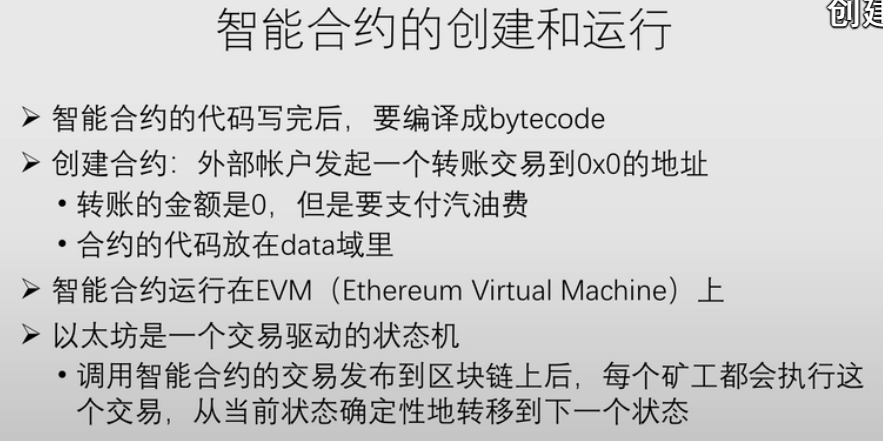 智能合约的创建和运行
创建
➢ 智能合约的代码写完后，要编译成bytecode
➢ 创建合约：外部帐户发起一个转账交易到0x0的地址
• 转账的金额是0，但是要支付汽油费
• 合约的代码放在data域里
➢ 智能合约运行在EVM（Ethereum Virtual Machine）上
➢ 以太坊是一个交易驱动的状态机
• 调用智能合约的交易发布到区块链上后，每个矿工都会执行这
个交易，从当前状态确定性地转移到下一个状态